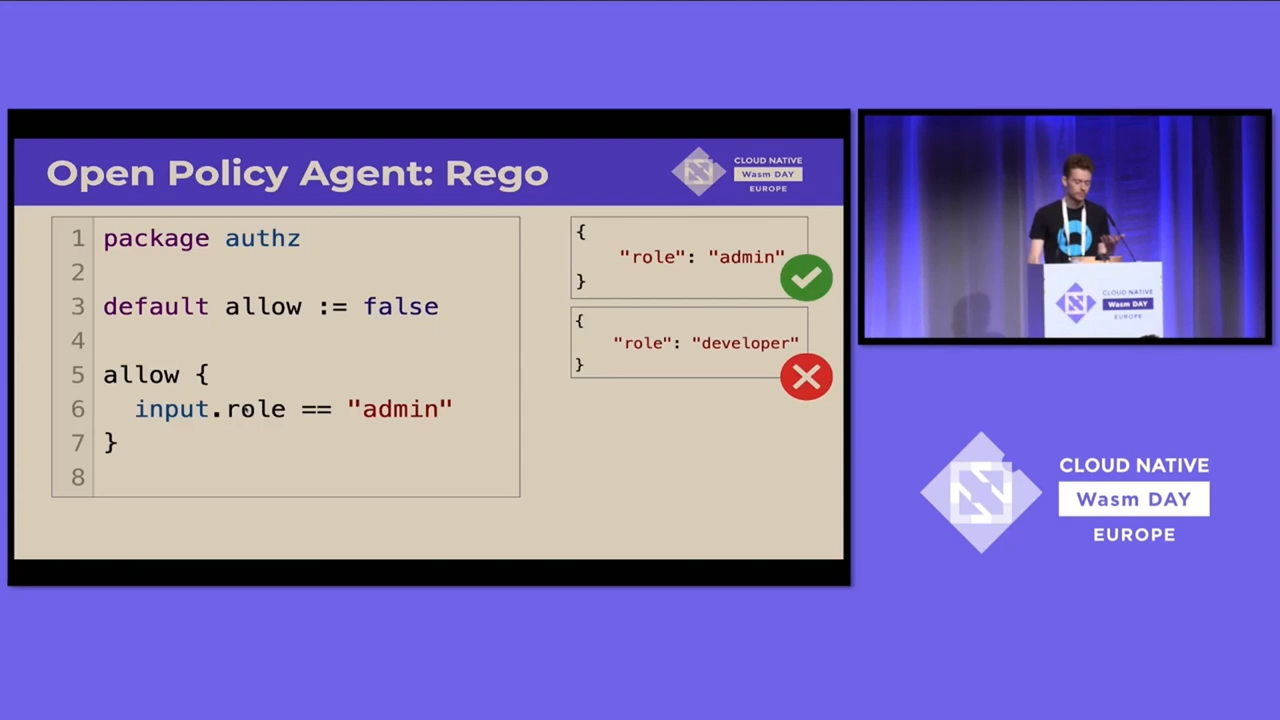 Open Policy Agent: Rego
CLOUD NATIVE
Wasm DAY
EUROPE
1 package authz
2
3 default allow := false
4
5 allow {
6 input.role == "admin"
7 }
8
{
"role": "admin"
}
{
"role": "developer"
}
CLOUD NATIVE
Wasm DAY
EUROPE
CLOUD NATIVE
Wasm DAY
EUROPE